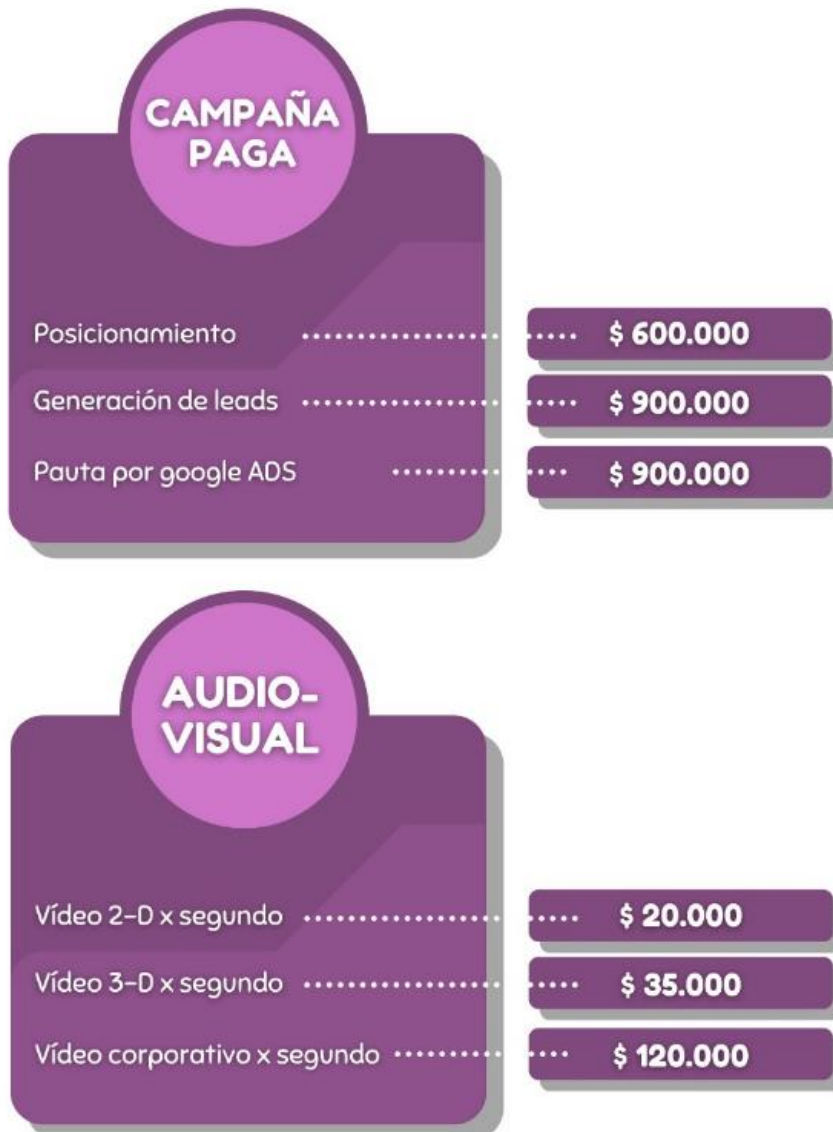 CAMPAÑA
PAGA
Posicionamiento ........................ $ 600.000
Generación de leads ........................ $ 900.000
Pauta por google ADS ................ $ 900.000
AUDIO-
VISUAL
Vídeo 2-D x segundo ........................ $ 20.000
Vídeo 3-D x segundo ........................ $ 35.000
Vídeo corporativo x segundo ................ $ 120.000